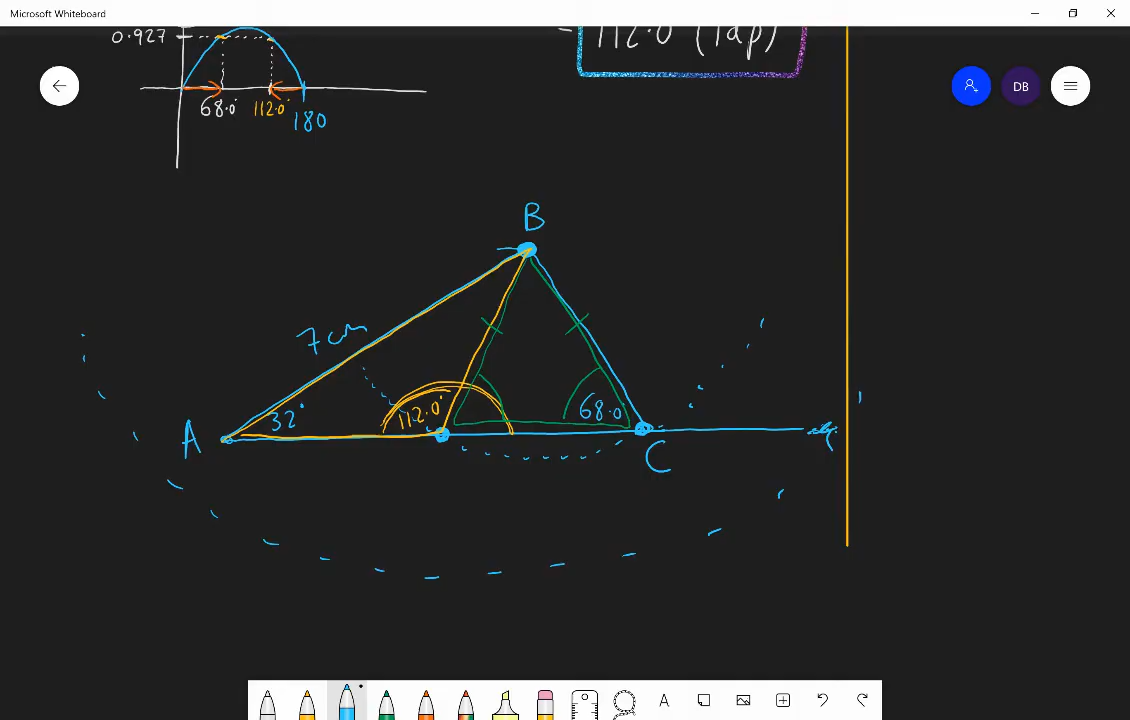 Microsoft Whiteboard
0.927
112.0 (1dp)
DB
68.0°
112.0°
180
B
7cm
32°
112.0°
68.0
A
C
A